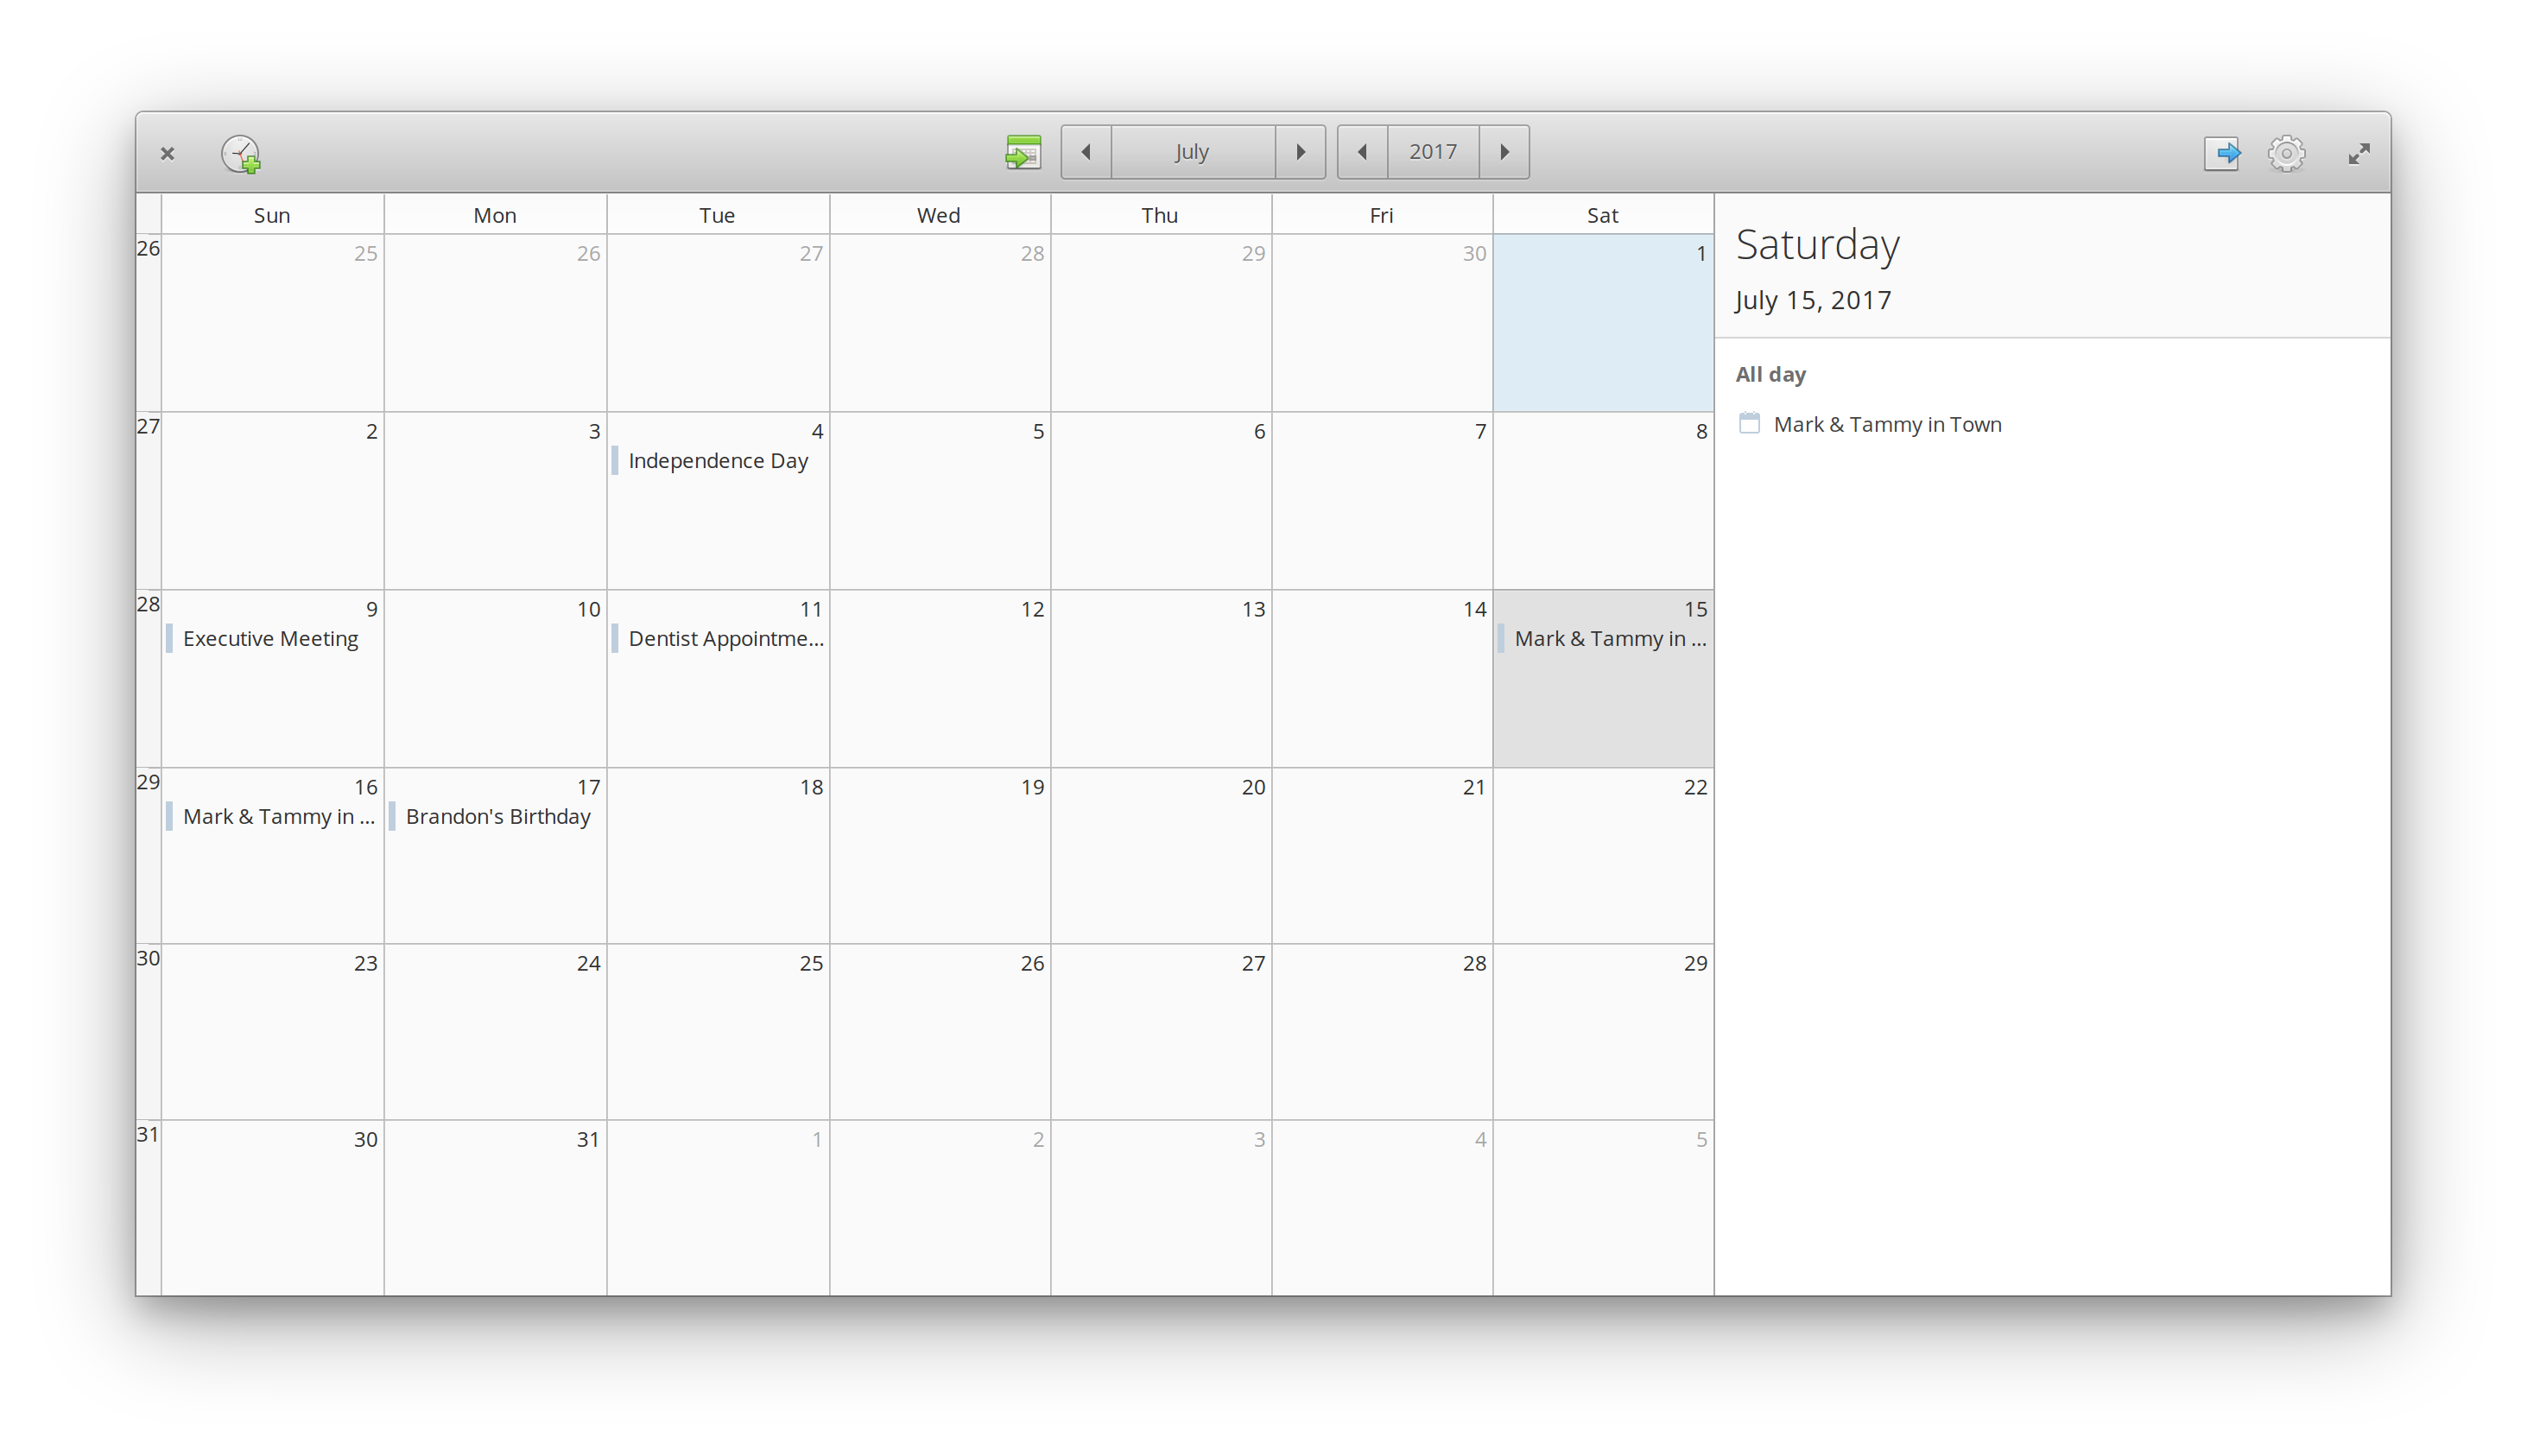 July 2017
Sun Mon Tue Wed Thu Fri Sat
26 25 26 27 28 29 30 1
27 2 3 4 5 6 7 8
Independence Day
28 9 10 11 12 13 14 15
Executive Meeting Dentist Appointme... Mark & Tammy in ...
29 16 17 18 19 20 21 22
Mark & Tammy in ... Brandon's Birthday
30 23 24 25 26 27 28 29
31 30 31 1 2 3 4 5
Saturday
July 15, 2017
All day
Mark & Tammy in Town